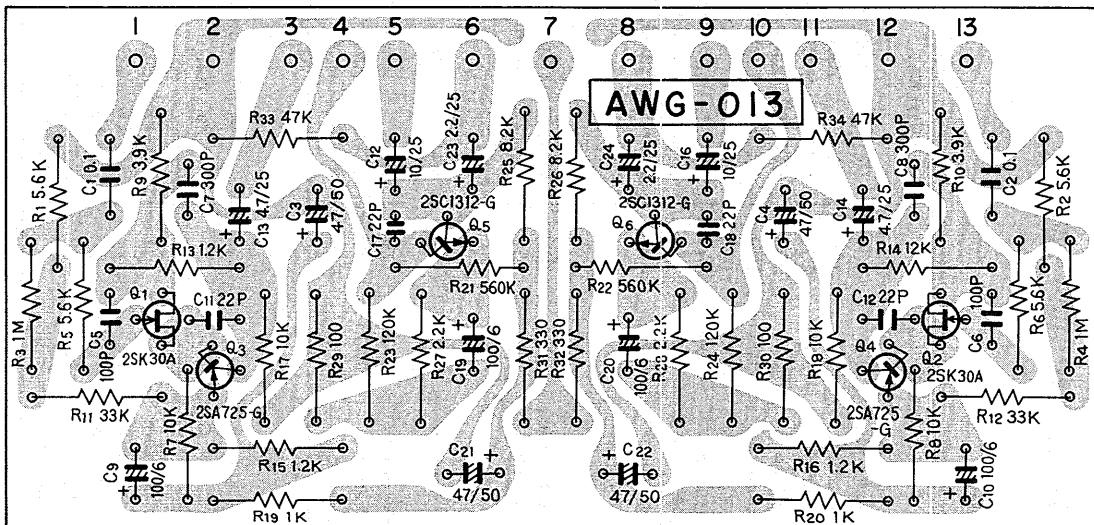 1 2 3 4 5 6 7 8 9 10 11 12 13
AWG-013
R33 47K
R34 47K
R1 5.6K
C1 0.1
R9 3.9K
C7 300P
C13 4.7/25
C3 47/50
C12 10/25
C23 2.2/25
R25 8.2K
R26 8.2K
C24 2.2/25
C16 10/25
C4 47/50
C14 4.7/25
C8 300P
R10 3.9K
C2 0.1
R2 5.6K
C17 22P
2SC1312-G
Q5
2SC1312-G
Q6
C18 22P
R13 1.2K
R21 560K
R22 560K
R14 12K
R3 1M
R5 5.6K
C5 100P
Q1
2SK30A
C11 22P
Q3
2SA725-G
R17 10K
R29 100
R23 120K
R27 2.2K
C19 100/6
R31 330
R32 330
C20 100/6
R28 2.2K
R24 120K
R30 100
R18 10K
C12 22P
Q4
2SA725-G
Q2
2SK30A
C6 100P
R6 5.6K
R4 1M
R11 33K
R7 10K
R8 10K
R12 33K
C9 100/6
R15 1.2K
C21 47/50
C22 47/50
R16 1.2K
C10 100/6
R19 1K
R20 1K